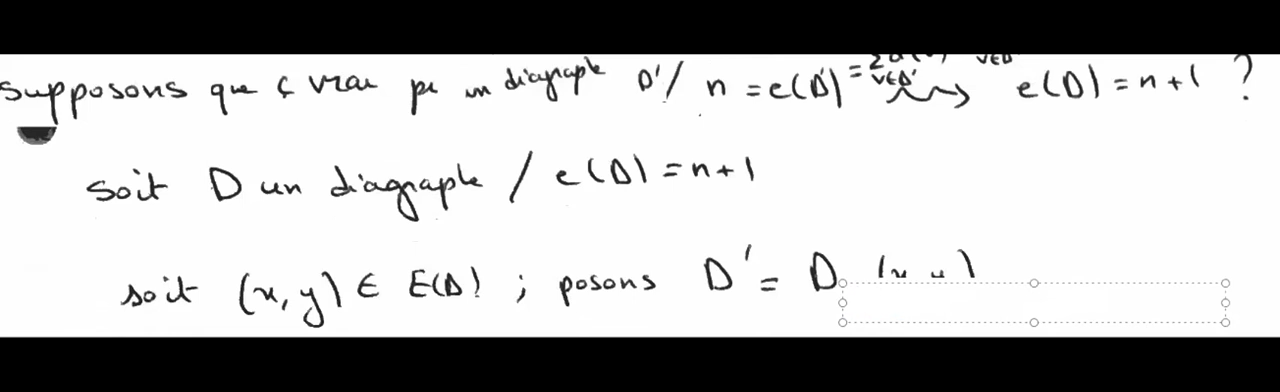 supposons que ç vrai pr un diagraphe D' / n = e(D') = Σ v∈D' ⇝ e(D) = n+1 ?
soit D un diagraphe / e(D) = n+1
soit (x, y) ∈ E(D) ; posons D' = D